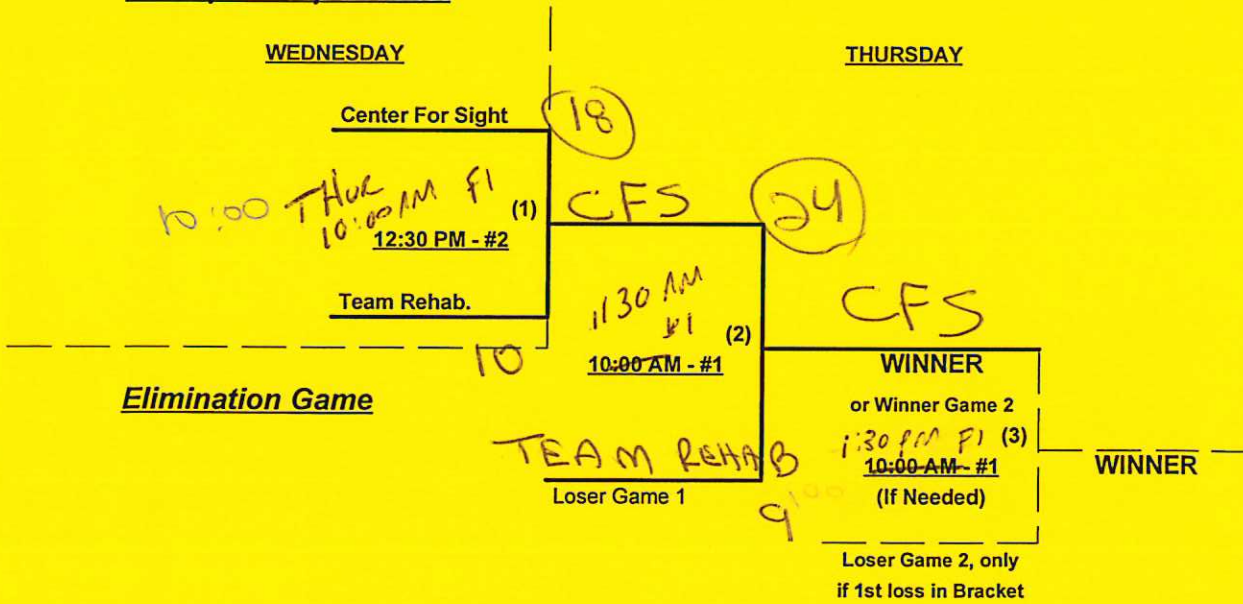 WEDNESDAY
THURSDAY
Center For Sight
18
10:00 THUR
10:00 AM F1
(1)
12:30 PM - #2
CFS
24
Team Rehab.
10
11:30 AM
F1
(2)
10:00 AM - #1
CFS
WINNER
or Winner Game 2
1:30 PM F1 (3)
10:00 AM - #1
(If Needed)
WINNER
Elimination Game
TEAM REHAB
Loser Game 1
9
Loser Game 2, only
if 1st loss in Bracket